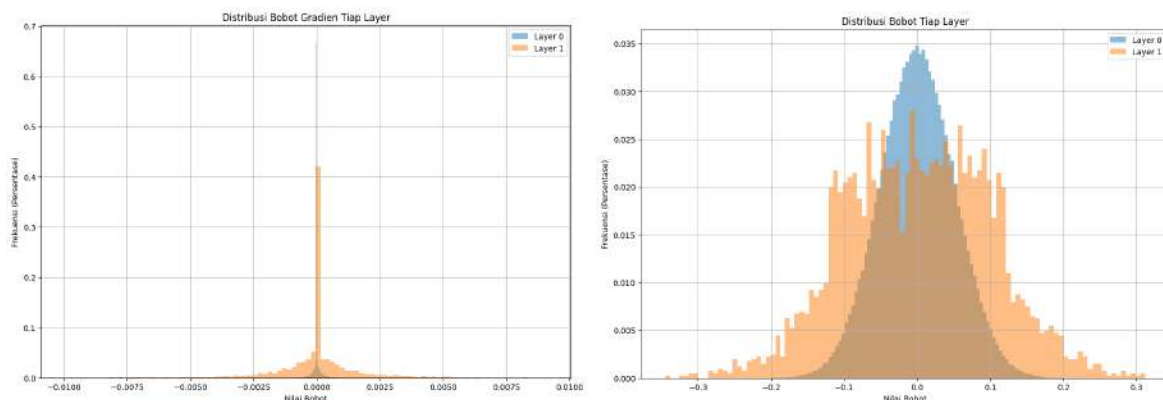 Distribusi Bobot Gradien Tiap Layer
Layer 0
Layer 1
0.7
0.6
0.5
0.4
0.3
0.2
0.1
0.0
Frekuensi (Persentase)
−0.0100 −0.0075 −0.0050 −0.0025 0.0000 0.0025 0.0050 0.0075 0.0100
Nilai Bobot
Distribusi Bobot Tiap Layer
Layer 0
Layer 1
0.035
0.030
0.025
0.020
0.015
0.010
0.005
0.000
Frekuensi (Persentase)
−0.3 −0.2 −0.1 0.0 0.1 0.2 0.3
Nilai Bobot